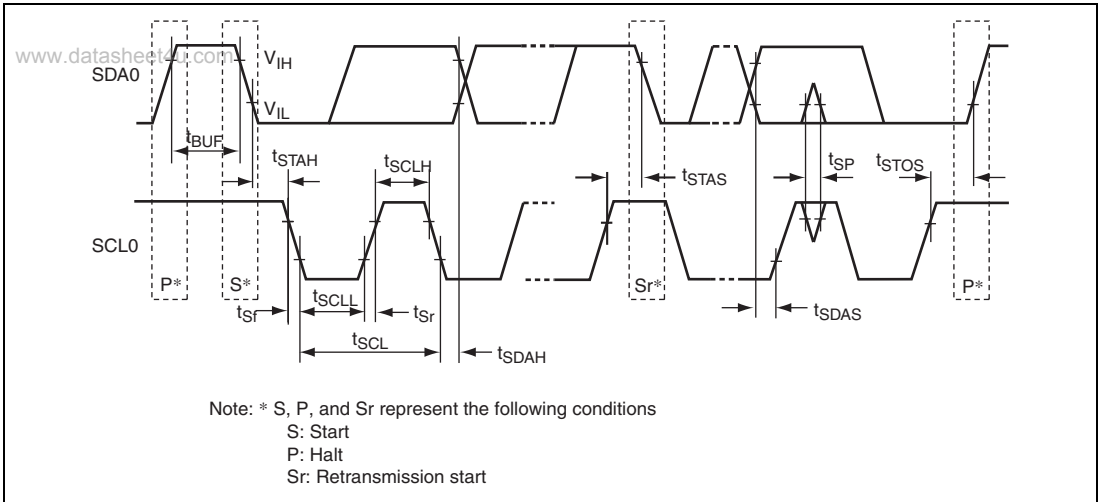 www.datasheet4u.com
SDA0
VIH
VIL
tBUF
tSTAH
tSCLH
tSTAS
tSP
tSTOS
SCL0
P*
S*
Sr*
P*
tSf
tSCLL
tSr
tSDAS
tSCL
tSDAH
Note: * S, P, and Sr represent the following conditions
S: Start
P: Halt
Sr: Retransmission start